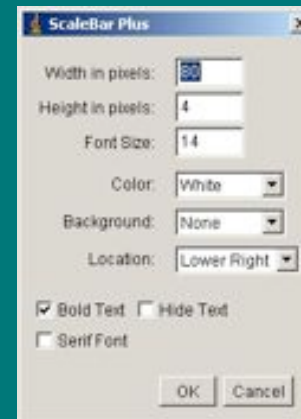 ScaleBar Plus
Width in pixels: 80
Height in pixels: 4
Font Size: 14
Color: White
Background: None
Location: Lower Right
Bold Text Hide Text
Serif Font
OK Cancel